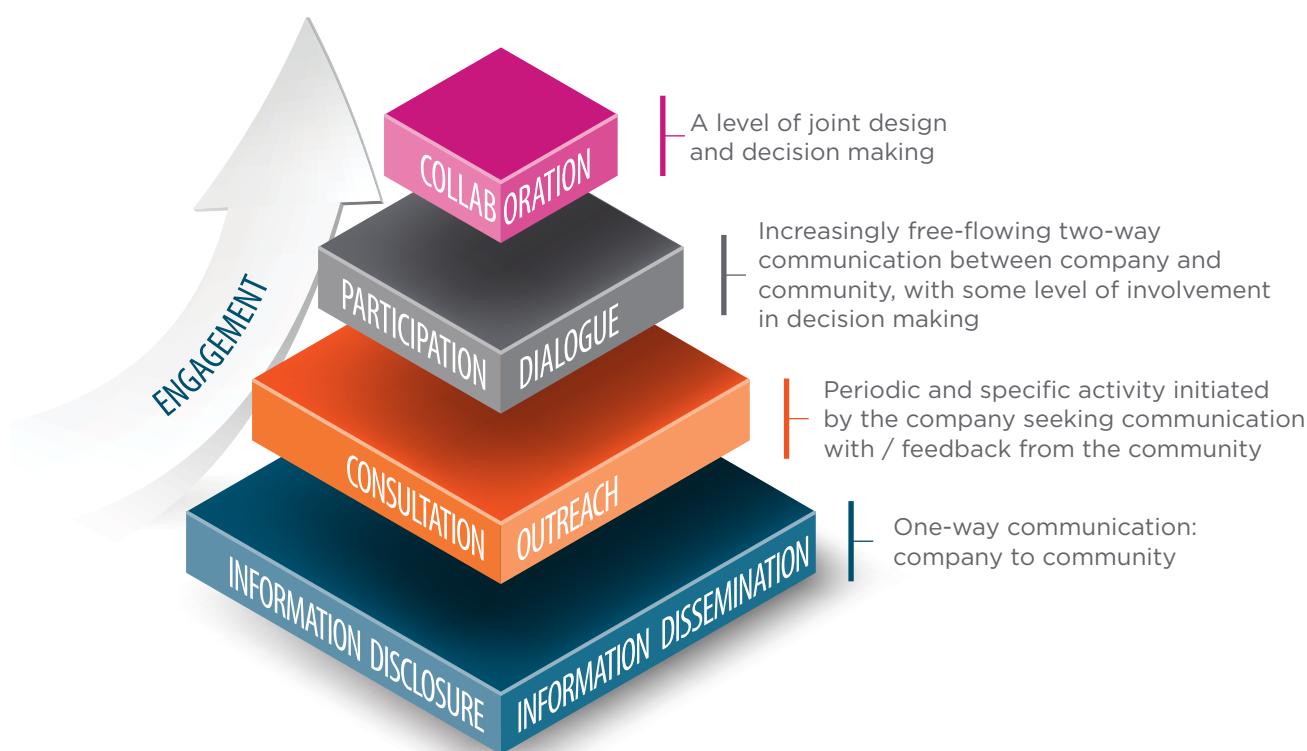 COLLABORATION
A level of joint design
and decision making
PARTICIPATION
DIALOGUE
Increasingly free-flowing two-way
communication between company and
community, with some level of involvement
in decision making
ENGAGEMENT
CONSULTATION
OUTREACH
Periodic and specific activity initiated
by the company seeking communication
with / feedback from the community
INFORMATION DISCLOSURE
INFORMATION DISSEMINATION
One-way communication:
company to community